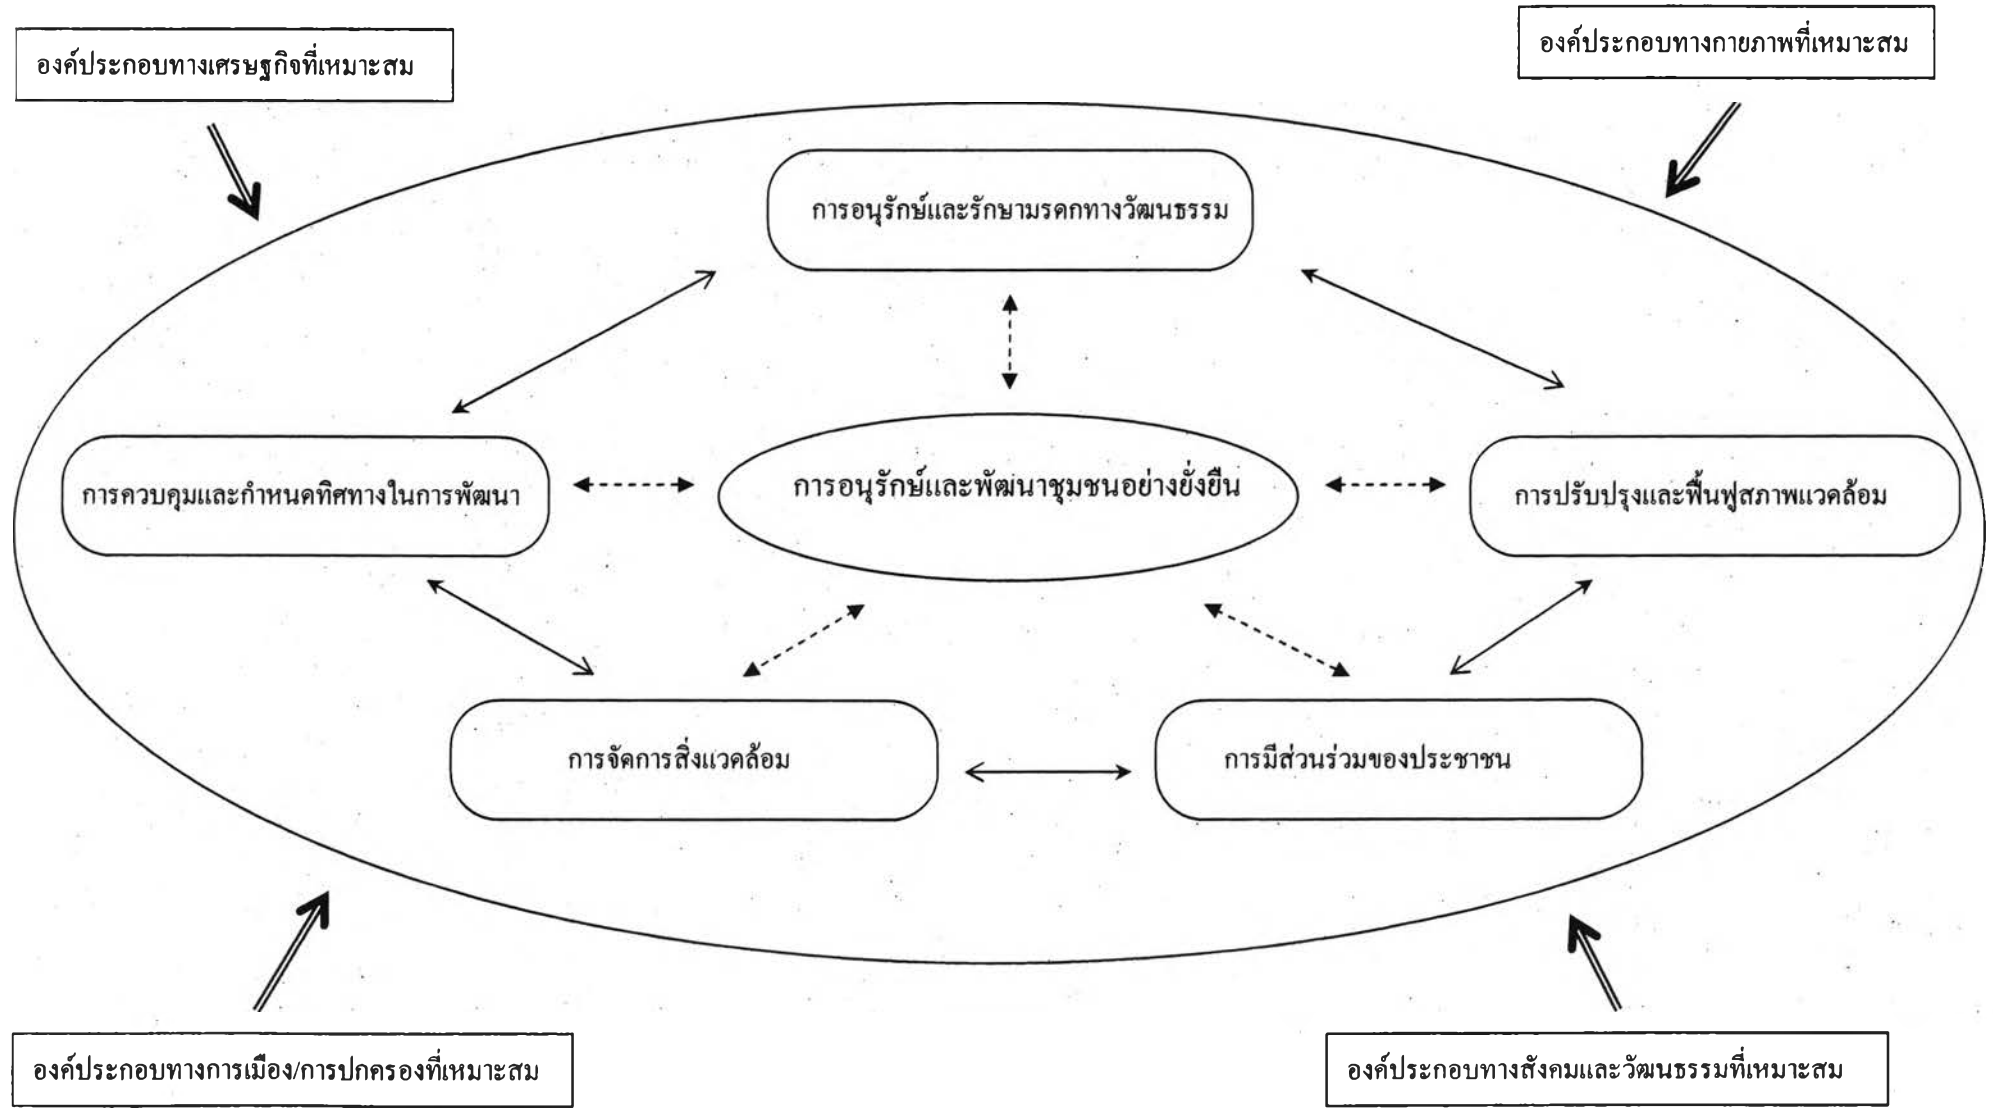 องค์ประกอบทางเศรษฐกิจที่เหมาะสม
องค์ประกอบทางกายภาพที่เหมาะสม
การอนุรักษ์และรักษามรดกทางวัฒนธรรม
การควบคุมและกำหนดทิศทางในการพัฒนา
การอนุรักษ์และพัฒนาชุมชนอย่างยั่งยืน
การปรับปรุงและฟื้นฟูสภาพแวดล้อม
การจัดการสิ่งแวดล้อม
การมีส่วนร่วมของประชาชน
องค์ประกอบทางการเมือง/การปกครองที่เหมาะสม
องค์ประกอบทางสังคมและวัฒนธรรมที่เหมาะสม